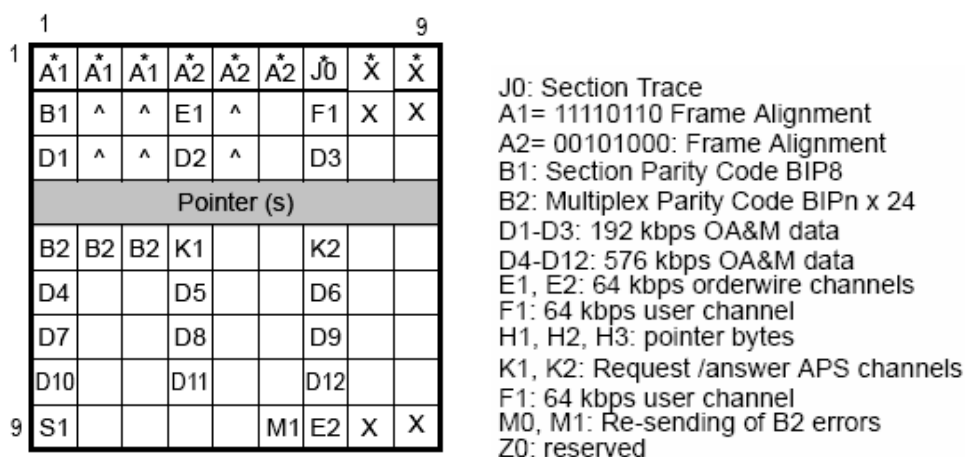 1 9
1
* * * * * * * * *
A1 A1 A1 A2 A2 A2 J0 X X
B1 ^ ^ E1 ^ F1 X X
D1 ^ ^ D2 ^ D3
Pointer (s)
B2 B2 B2 K1 K2
D4 D5 D6
D7 D8 D9
D10 D11 D12
9 S1 M1 E2 X X
J0: Section Trace
A1= 11110110 Frame Alignment
A2= 00101000: Frame Alignment
B1: Section Parity Code BIP8
B2: Multiplex Parity Code BIPn x 24
D1-D3: 192 kbps OA&M data
D4-D12: 576 kbps OA&M data
E1, E2: 64 kbps orderwire channels
F1: 64 kbps user channel
H1, H2, H3: pointer bytes
K1, K2: Request /answer APS channels
F1: 64 kbps user channel
M0, M1: Re-sending of B2 errors
Z0: reserved